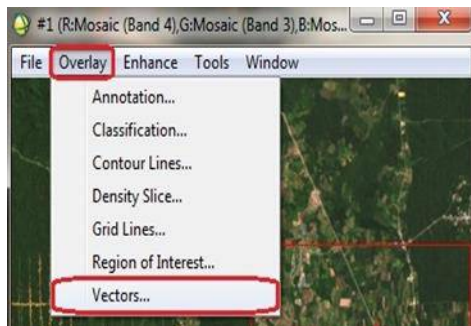 #1 (R:Mosaic (Band 4),G:Mosaic (Band 3),B:Mos...
File Overlay Enhance Tools Window
Annotation...
Classification...
Contour Lines...
Density Slice...
Grid Lines...
Region of Interest...
Vectors...